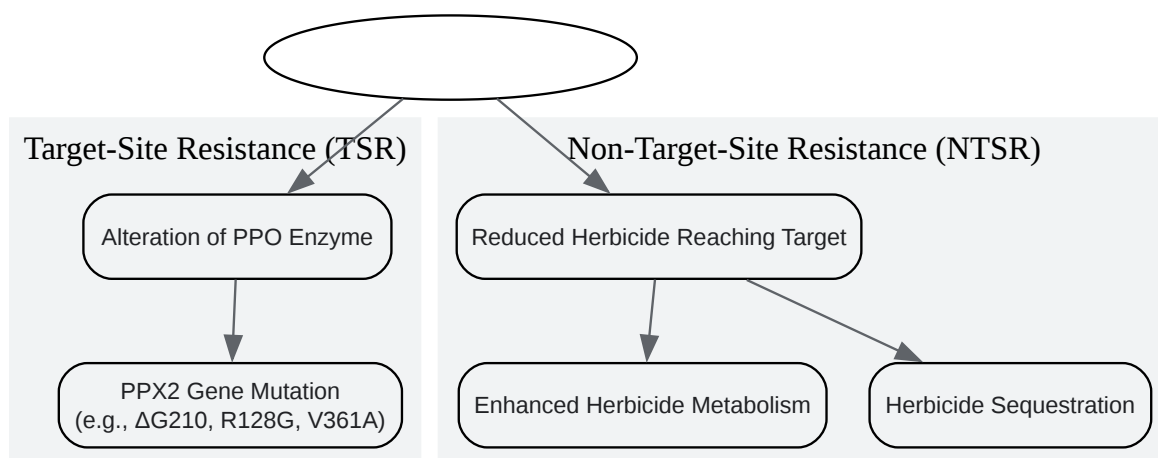 Target-Site Resistance (TSR)
Non-Target-Site Resistance (NTSR)
Alteration of PPO Enzyme
Reduced Herbicide Reaching Target
PPX2 Gene Mutation
(e.g., ΔG210, R128G, V361A)
Enhanced Herbicide Metabolism
Herbicide Sequestration